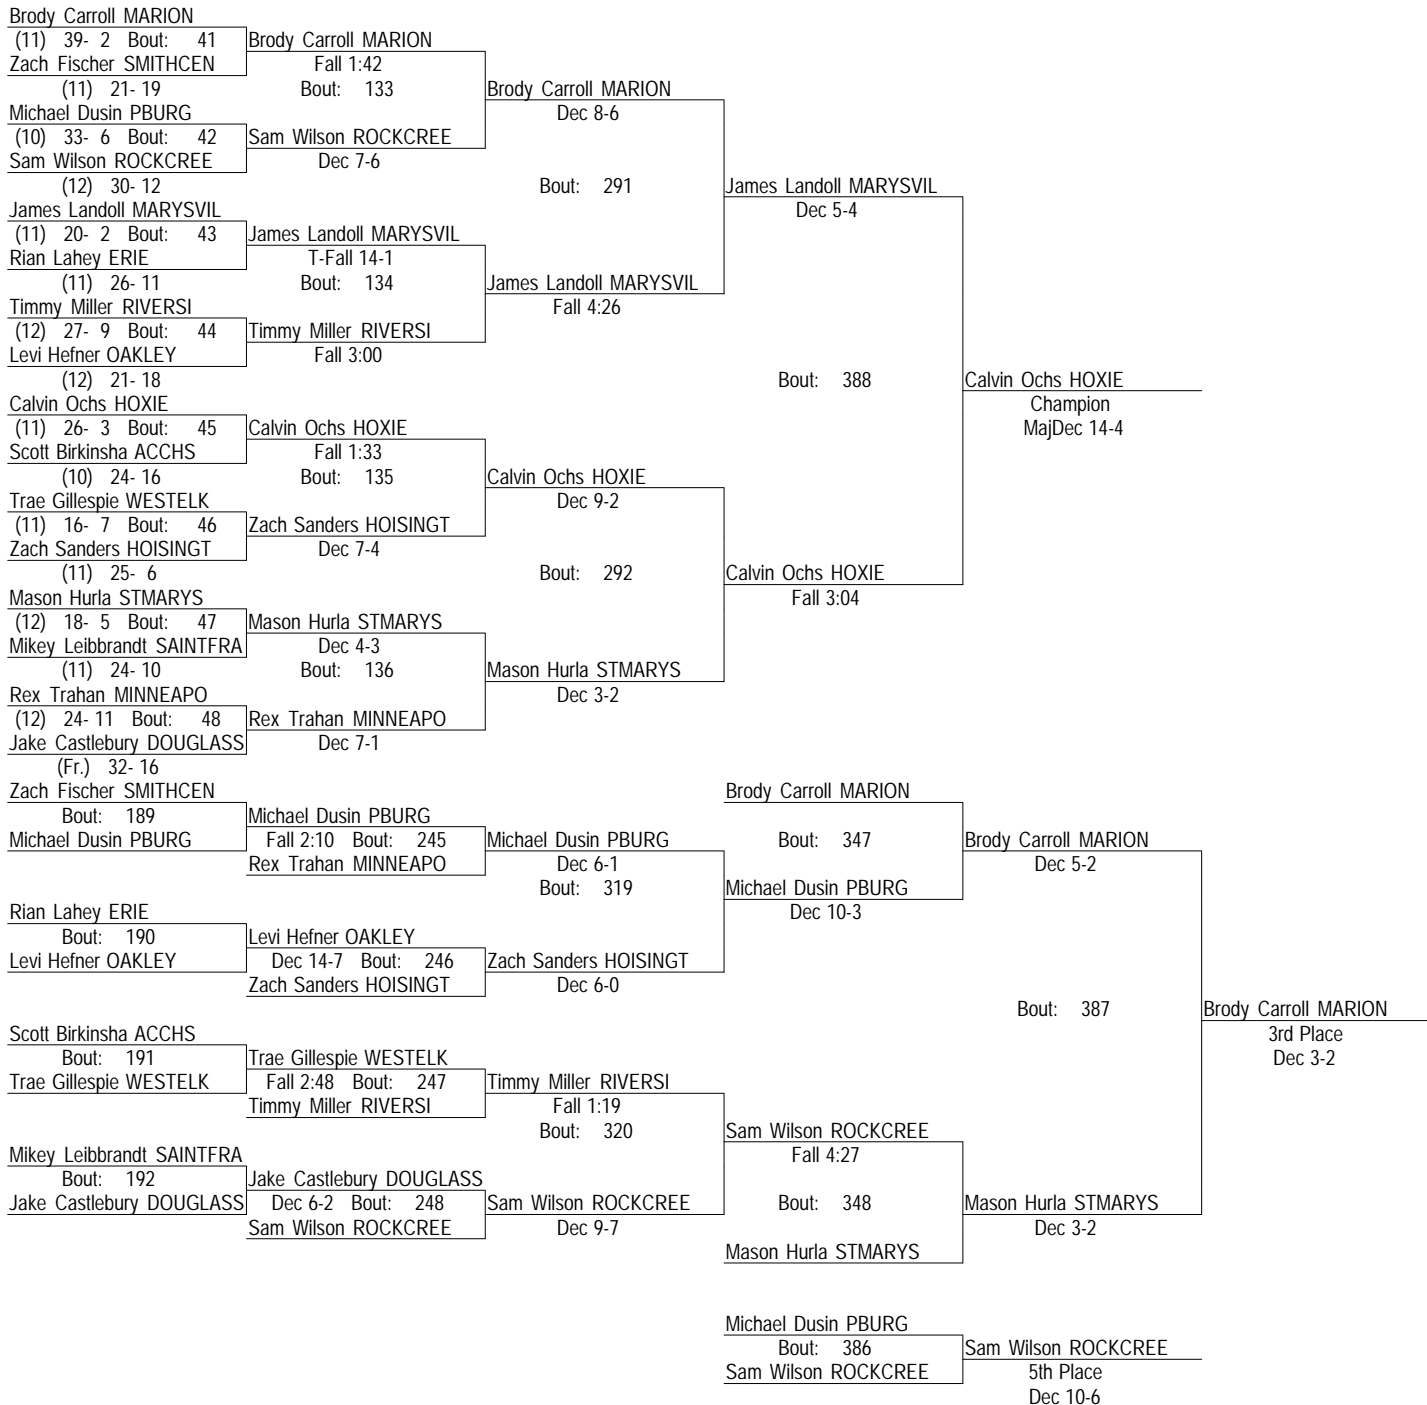 Brody Carroll MARION
(11) 39- 2 Bout: 41 Brody Carroll MARION
Zach Fischer SMITHCEN Fall 1:42
(11) 21- 19 Bout: 133 Brody Carroll MARION
Michael Dusin PBURG Dec 8-6
(10) 33- 6 Bout: 42 Sam Wilson ROCKCREE
Sam Wilson ROCKCREE Dec 7-6
(12) 30- 12 Bout: 291 James Landoll MARYSVIL
James Landoll MARYSVIL Dec 5-4
(11) 20- 2 Bout: 43 James Landoll MARYSVIL
Rian Lahey ERIE T-Fall 14-1
(11) 26- 11 Bout: 134 James Landoll MARYSVIL
Timmy Miller RIVERSI Fall 4:26
(12) 27- 9 Bout: 44 Timmy Miller RIVERSI
Levi Hefner OAKLEY Fall 3:00
(12) 21- 18 Bout: 388 Calvin Ochs HOXIE
Calvin Ochs HOXIE Champion
(11) 26- 3 Bout: 45 Calvin Ochs HOXIE MajDec 14-4
Scott Birkinsha ACCHS Fall 1:33
(10) 24- 16 Bout: 135 Calvin Ochs HOXIE
Trae Gillespie WESTELK Dec 9-2
(11) 16- 7 Bout: 46 Zach Sanders HOISINGT
Zach Sanders HOISINGT Dec 7-4
(11) 25- 6 Bout: 292 Calvin Ochs HOXIE
Mason Hurla STMARYS Fall 3:04
(12) 18- 5 Bout: 47 Mason Hurla STMARYS
Mikey Leibbrandt SAINTFRA Dec 4-3
(11) 24- 10 Bout: 136 Mason Hurla STMARYS
Rex Trahan MINNEAPO Dec 3-2
(12) 24- 11 Bout: 48 Rex Trahan MINNEAPO
Jake Castlebury DOUGLASS Dec 7-1
(Fr.) 32- 16
Zach Fischer SMITHCEN Brody Carroll MARION
Bout: 189 Michael Dusin PBURG
Michael Dusin PBURG Fall 2:10 Bout: 245 Michael Dusin PBURG Bout: 347 Brody Carroll MARION
Rex Trahan MINNEAPO Dec 6-1 Dec 5-2
Bout: 319 Michael Dusin PBURG
Rian Lahey ERIE Dec 10-3
Bout: 190 Levi Hefner OAKLEY
Levi Hefner OAKLEY Dec 14-7 Bout: 246 Zach Sanders HOISINGT
Zach Sanders HOISINGT Dec 6-0
Bout: 387 Brody Carroll MARION
Scott Birkinsha ACCHS 3rd Place
Bout: 191 Trae Gillespie WESTELK Dec 3-2
Trae Gillespie WESTELK Fall 2:48 Bout: 247 Timmy Miller RIVERSI
Timmy Miller RIVERSI Fall 1:19
Bout: 320 Sam Wilson ROCKCREE
Mikey Leibbrandt SAINTFRA Fall 4:27
Bout: 192 Jake Castlebury DOUGLASS
Jake Castlebury DOUGLASS Dec 6-2 Bout: 248 Sam Wilson ROCKCREE Bout: 348 Mason Hurla STMARYS
Sam Wilson ROCKCREE Dec 9-7 Dec 3-2
Mason Hurla STMARYS
Michael Dusin PBURG
Bout: 386 Sam Wilson ROCKCREE
Sam Wilson ROCKCREE 5th Place
Dec 10-6